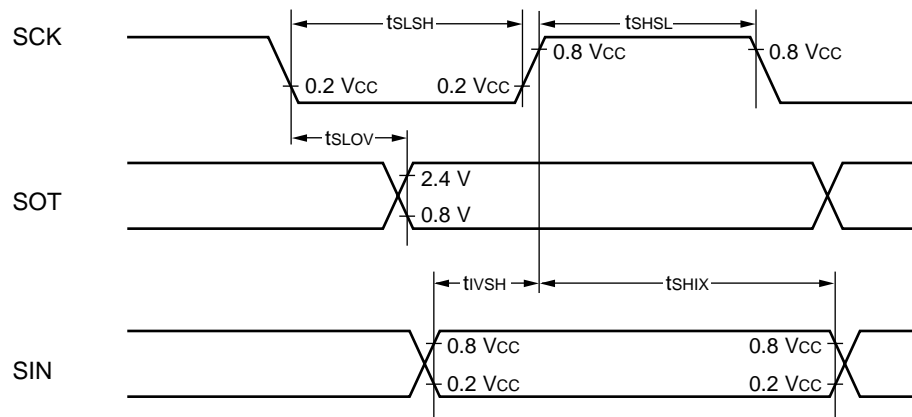 tSLSH tSHSL
SCK
0.8 VCC 0.8 VCC
0.2 VCC 0.2 VCC
tSLOV
2.4 V
SOT
0.8 V
tIVSH tSHIX
0.8 VCC 0.8 VCC
SIN
0.2 VCC 0.2 VCC